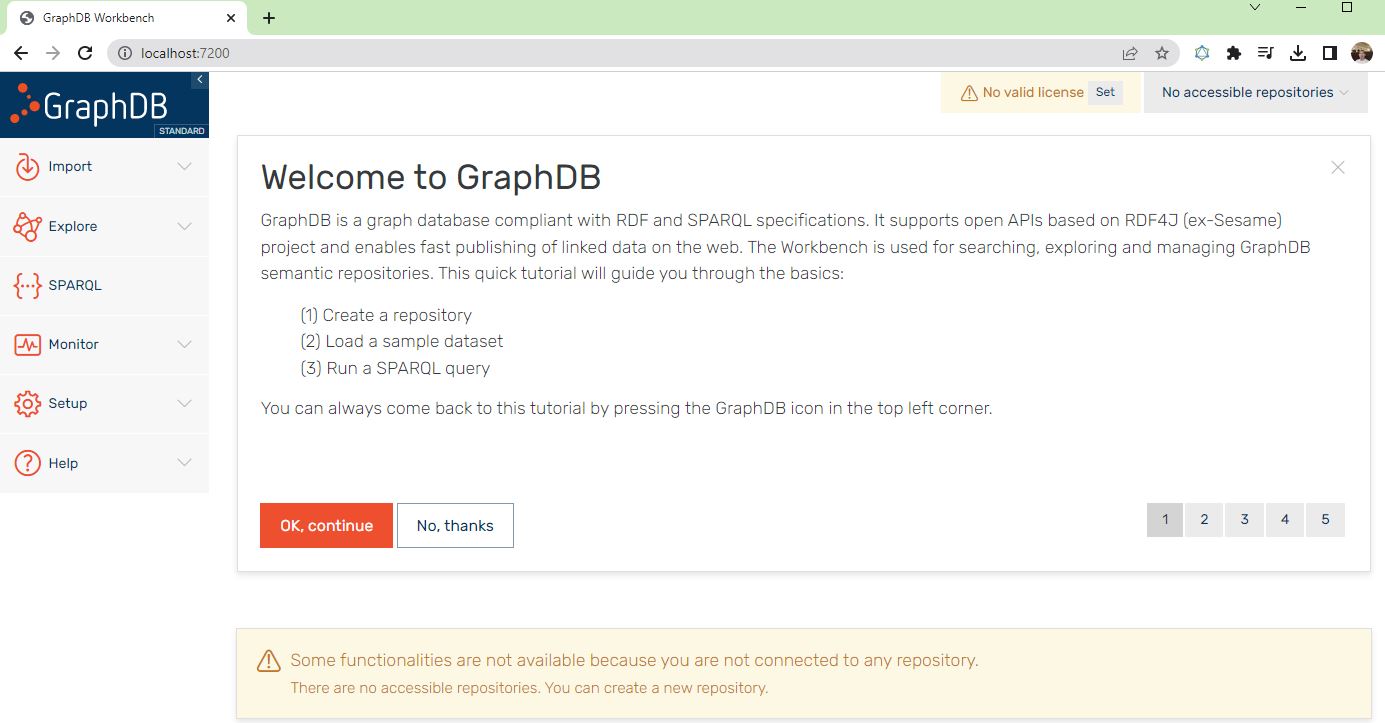 GraphDB Workbench
localhost:7200
GraphDB
STANDARD
No valid license Set
No accessible repositories
Import
Explore
SPARQL
Monitor
Setup
Help
Welcome to GraphDB
GraphDB is a graph database compliant with RDF and SPARQL specifications. It supports open APIs based on RDF4J (ex-Sesame)
project and enables fast publishing of linked data on the web. The Workbench is used for searching, exploring and managing GraphDB
semantic repositories. This quick tutorial will guide you through the basics:
(1) Create a repository
(2) Load a sample dataset
(3) Run a SPARQL query
You can always come back to this tutorial by pressing the GraphDB icon in the top left corner.
OK, continue No, thanks 1 2 3 4 5
Some functionalities are not available because you are not connected to any repository.
There are no accessible repositories. You can create a new repository.